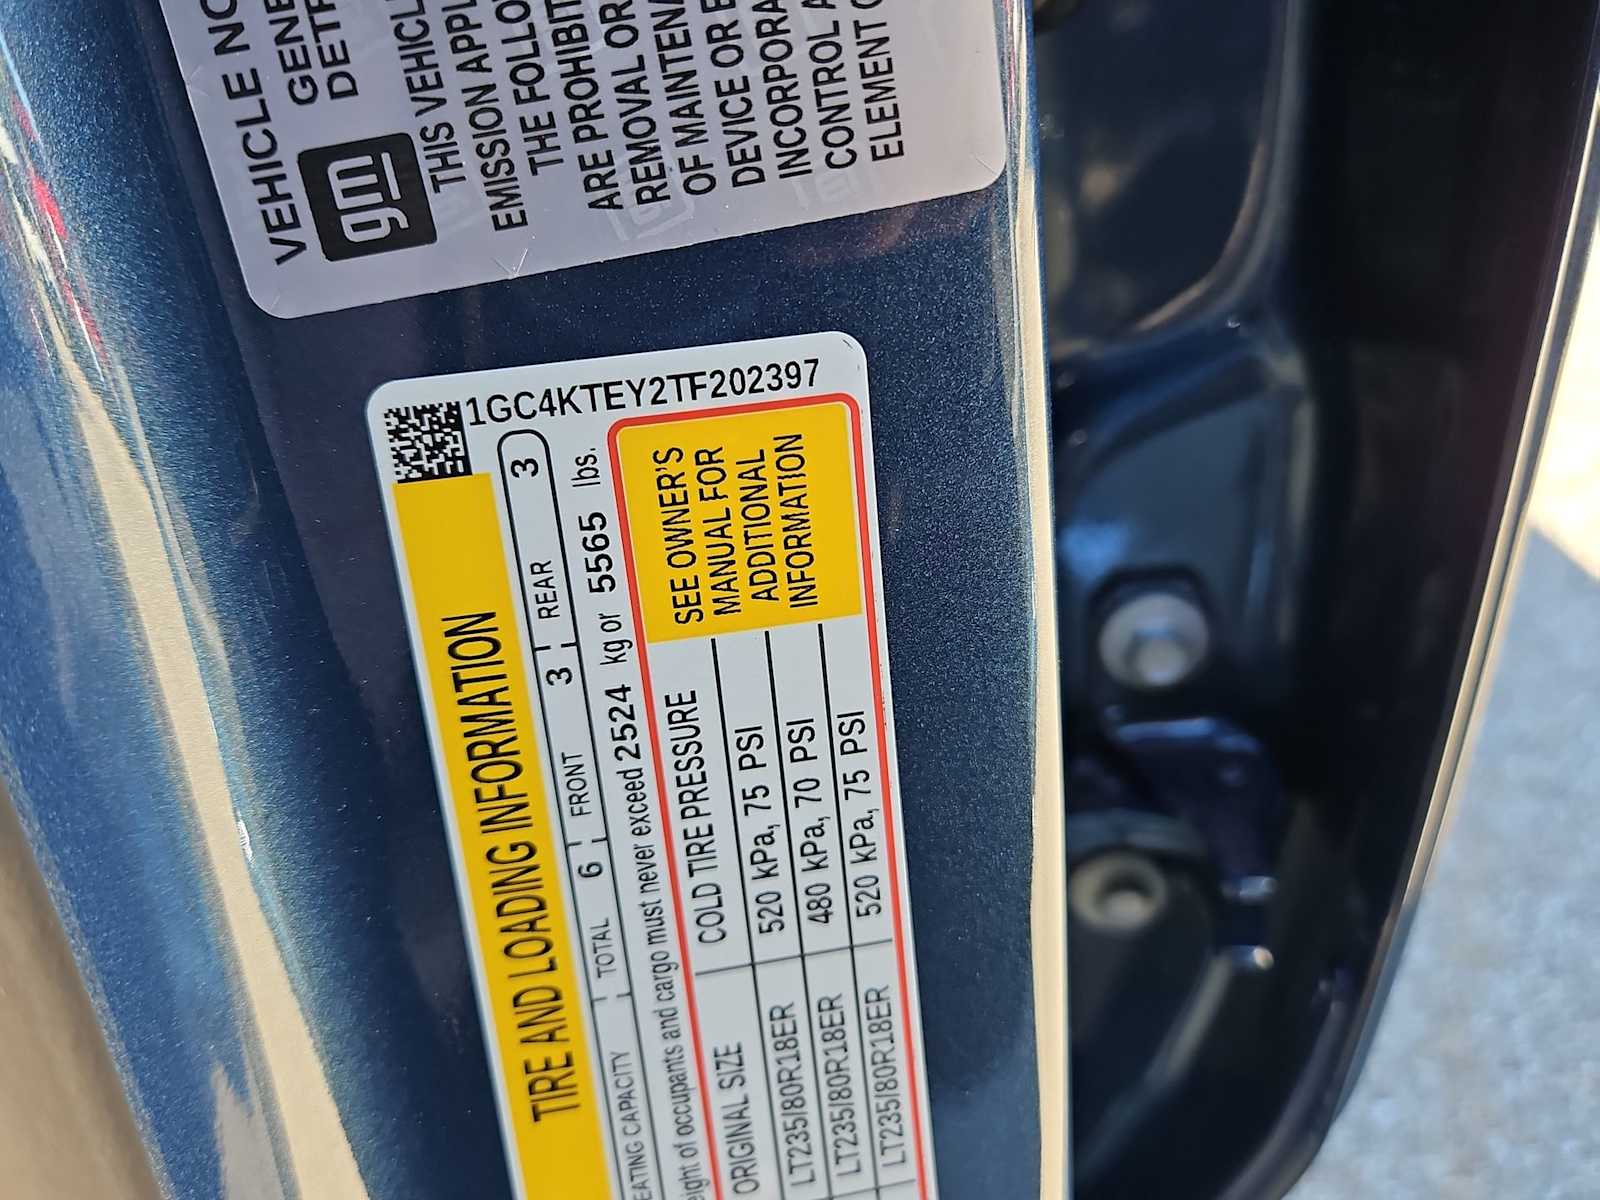 VEHICLE
GENE
DETR
gm
THIS VEHICLE
EMISSION APPL
THE FOLLO
ARE PROHIBIT
REMOVAL OR
OF MAINTENA
DEVICE OR
INCORPORA
CONTROL A
ELEMENT
1GC4KTEY2TF202397
TIRE AND LOADING INFORMATION
EATING CAPACITY TOTAL 6 FRONT 3 REAR 3
eight of occupants and cargo must never exceed 2524 kg or 5565 lbs.
ORIGINAL SIZE COLD TIRE PRESSURE
LT235/80R18ER 520 kPa, 75 PSI
LT235/80R18ER 480 kPa, 70 PSI
LT235/80R18ER 520 kPa, 75 PSI
SEE OWNER'S
MANUAL FOR
ADDITIONAL
INFORMATION